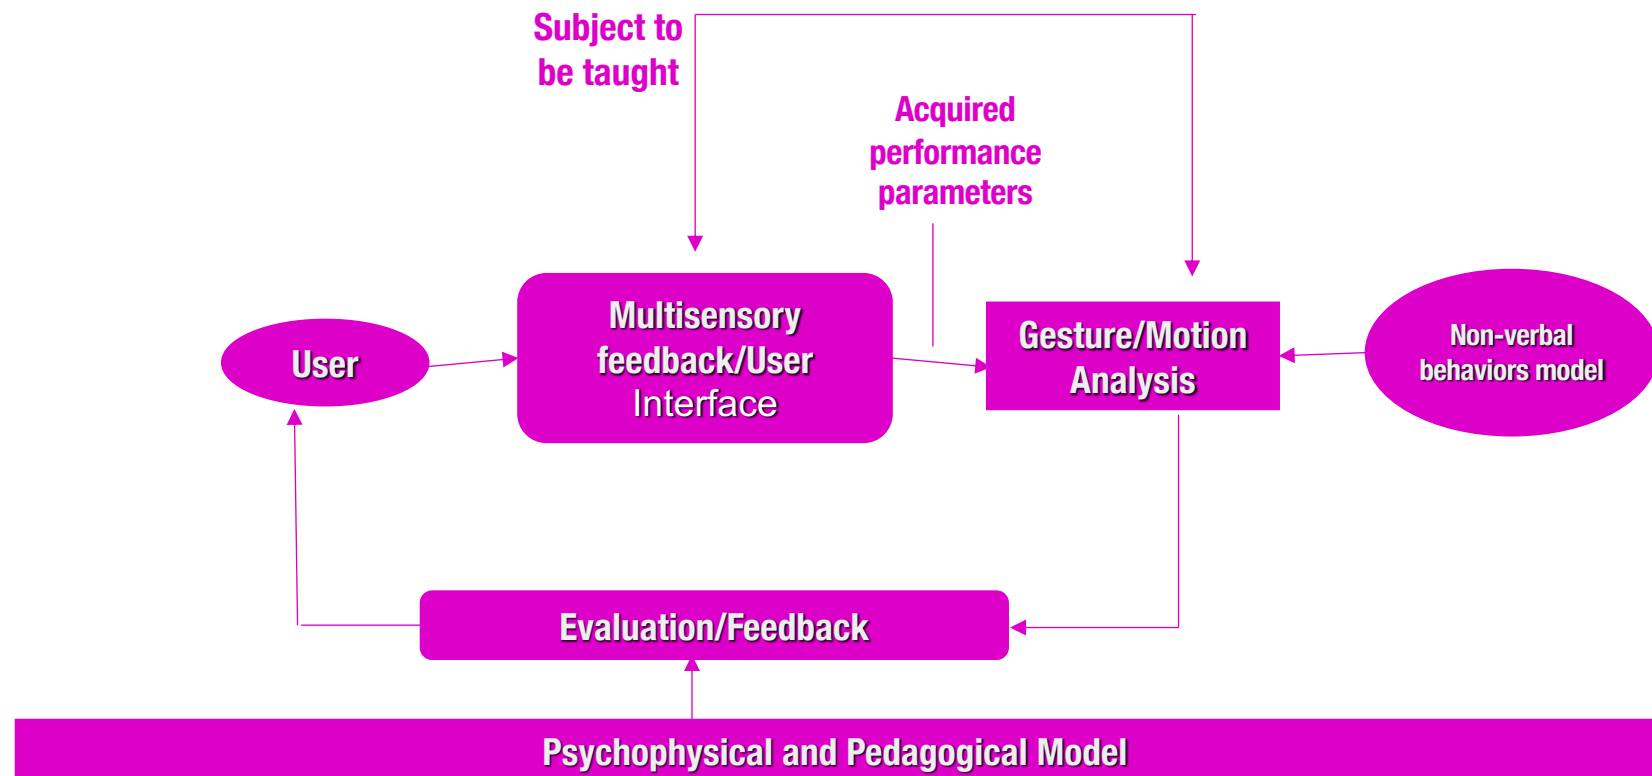 Subject to
be taught
Acquired
performance
parameters
Multisensory
feedback/User
Interface
Gesture/Motion
Analysis
Non-verbal
behaviors model
User
Evaluation/Feedback
Psychophysical and Pedagogical Model